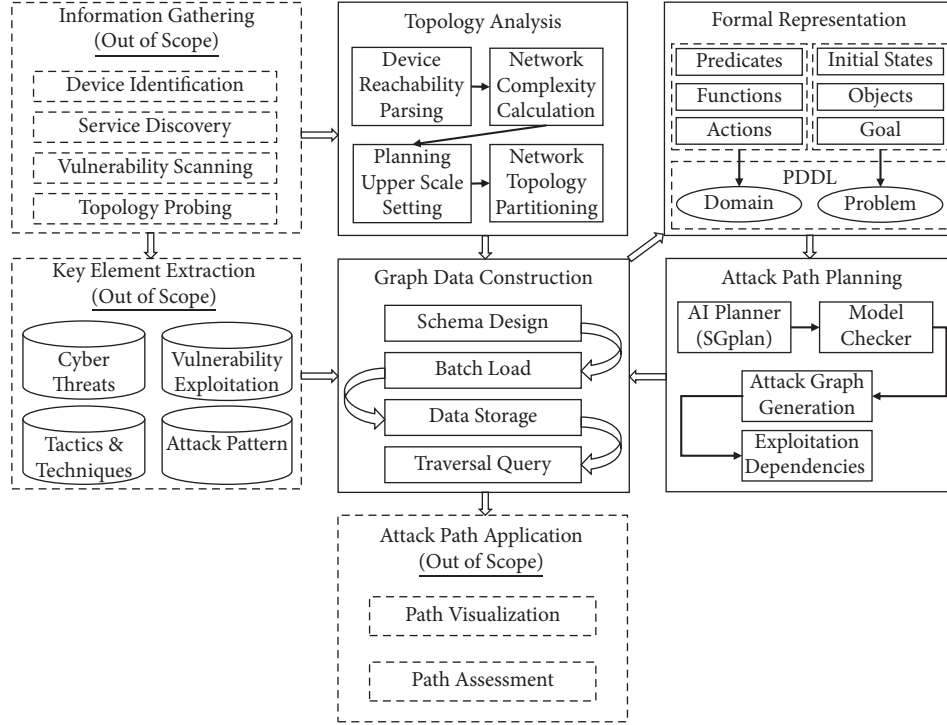 Information Gathering
(Out of Scope)
Device Identification
Service Discovery
Vulnerability Scanning
Topology Probing
Topology Analysis
Device
Reachability
Parsing
Network
Complexity
Calculation
Planning
Upper Scale
Setting
Network
Topology
Partitioning
Formal Representation
Predicates
Functions
Actions
Initial States
Objects
Goal
PDDL
Domain
Problem
Key Element Extraction
(Out of Scope)
Cyber
Threats
Vulnerability
Exploitation
Tactics &
Techniques
Attack Pattern
Graph Data Construction
Schema Design
Batch Load
Data Storage
Traversal Query
Attack Path Planning
AI Planner
(SGplan)
Model
Checker
Attack Graph
Generation
Exploitation
Dependencies
Attack Path Application
(Out of Scope)
Path Visualization
Path Assessment